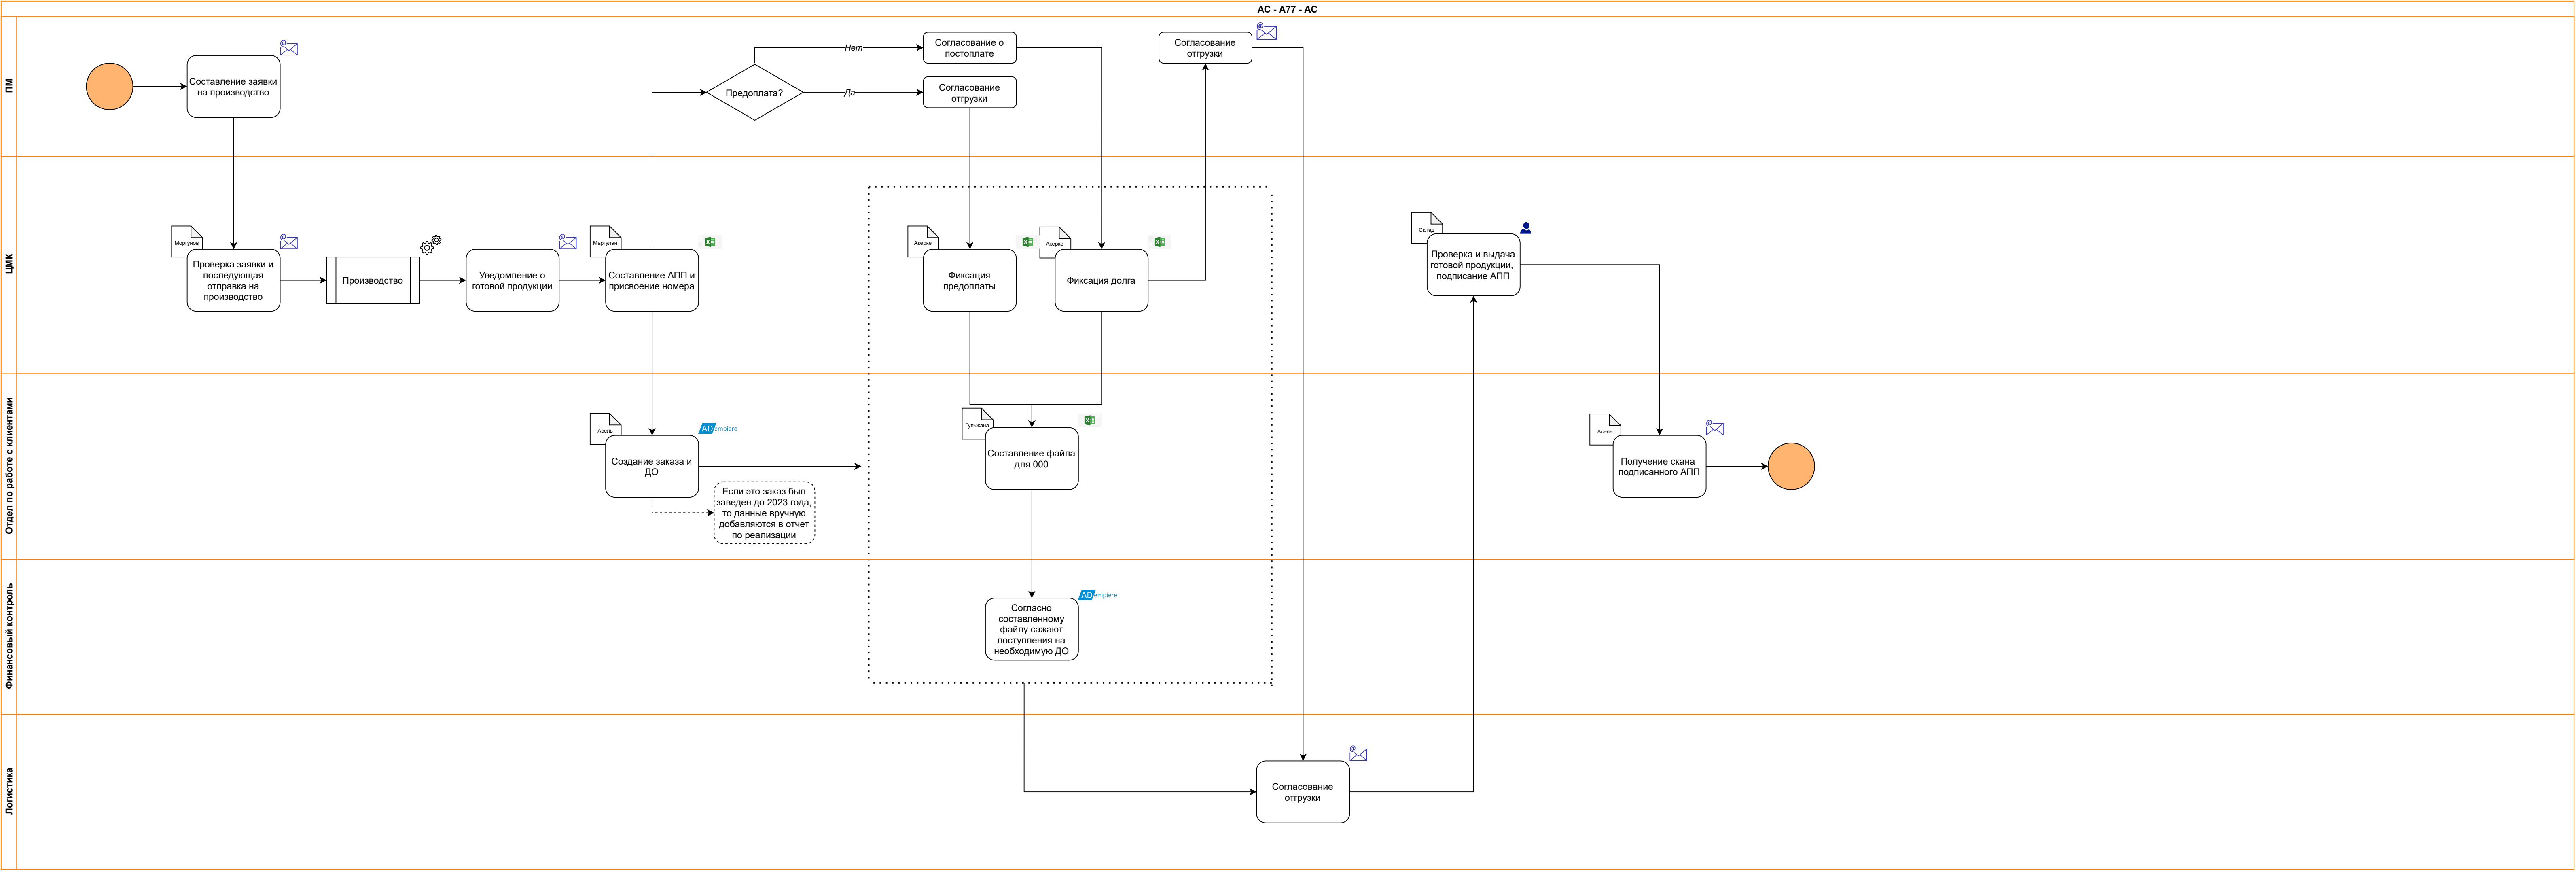 АС - А77 - АС
ПМ
Составление заявки
на производство
Предоплата?
Нет
Да
Согласование о
постоплате
Согласование
отгрузки
Согласование
отгрузки
ЦМК
Моргунов
Проверка заявки и
последующая
отправка на
производство
Производство
Уведомление о
готовой продукции
Маргулан
Составление АПП и
присвоение номера
Акерке
Фиксация
предоплаты
Акерке
Фиксация долга
Склад
Проверка и выдача
готовой продукции,
подписание АПП
Отдел по работе с клиентами
Асель
ADempiere
Создание заказа и
ДО
Если это заказ был
заведен до 2023 года,
то данные вручную
добавляются в отчет
по реализации
Гульжана
Составление файла
для 000
Асель
Получение скана
подписанного АПП
Финансовый контроль
ADempiere
Согласно
составленному
файлу сажают
поступления на
необходимую ДО
Логистика
Согласование
отгрузки